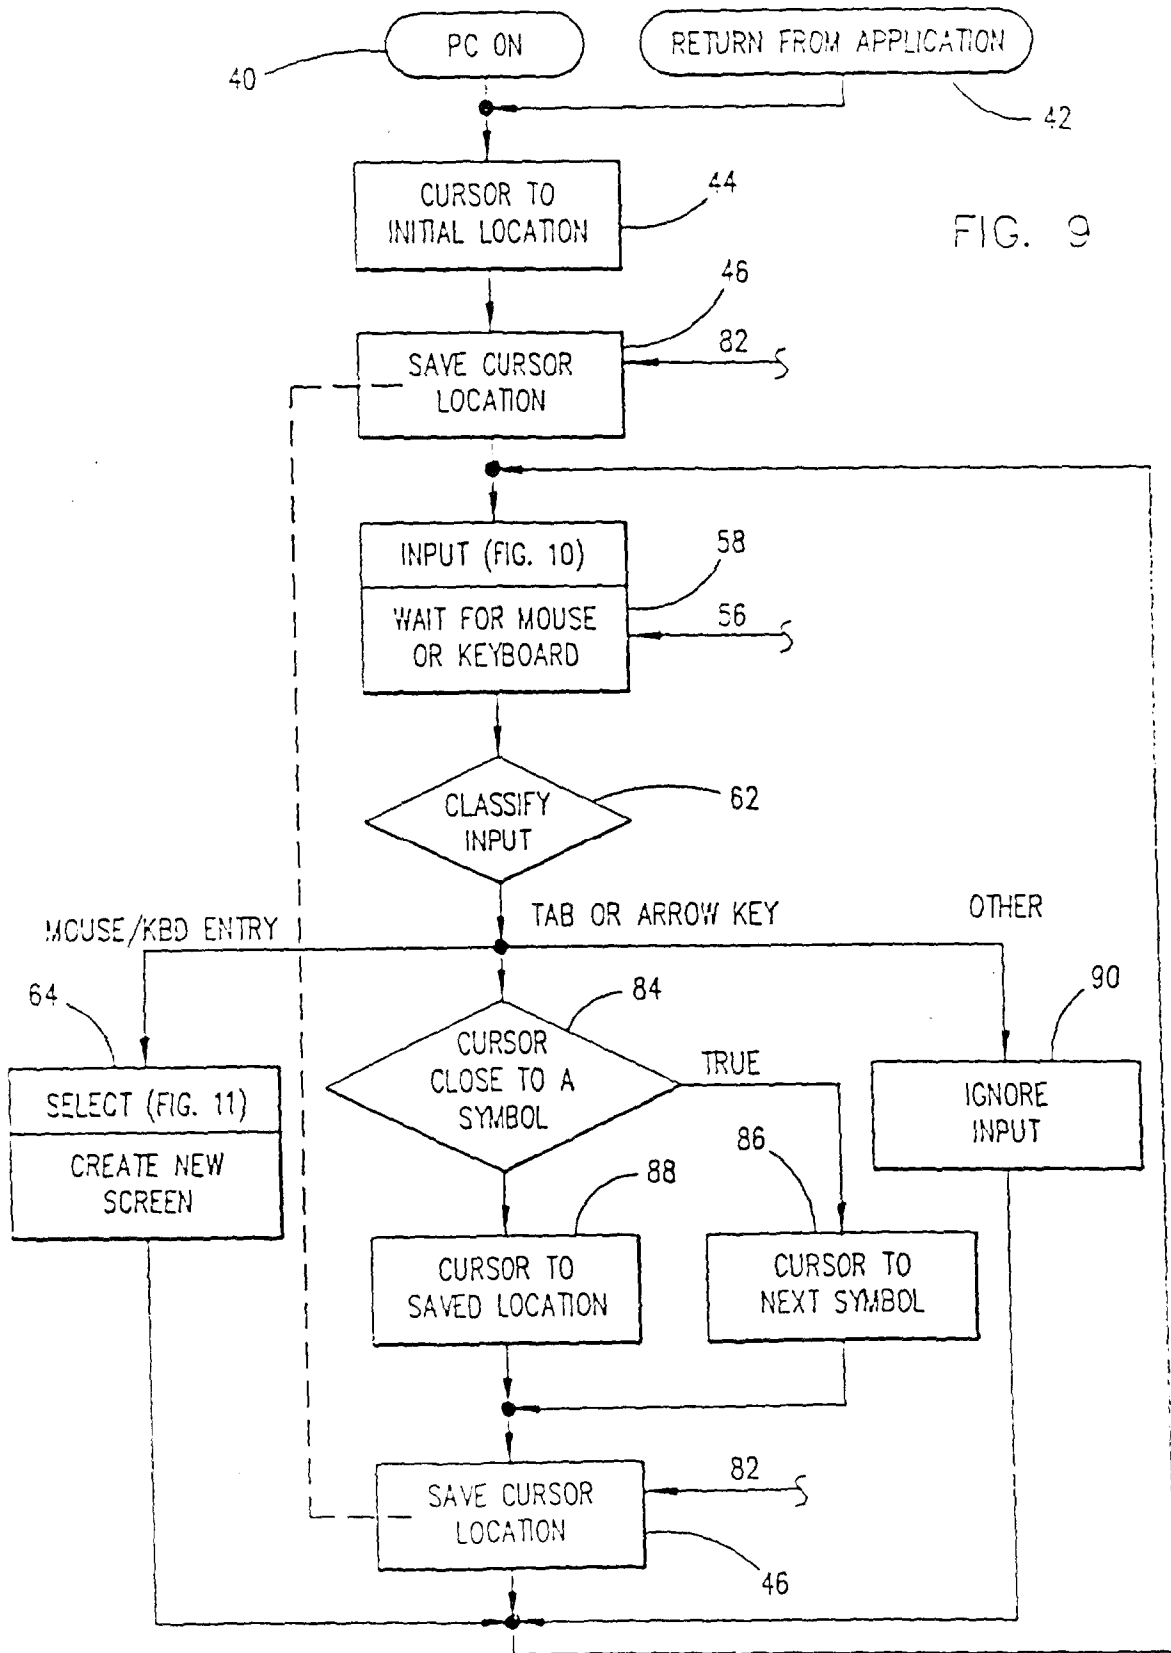 PC ON
RETURN FROM APPLICATION
40
42
CURSOR TO
INITIAL LOCATION
44
FIG. 9
46
SAVE CURSOR
LOCATION
82
INPUT (FIG. 10)
58
WAIT FOR MOUSE
OR KEYBOARD
56
CLASSIFY
INPUT
62
MOUSE/KBD ENTRY
TAB OR ARROW KEY
OTHER
64
84
90
CURSOR
CLOSE TO A
SYMBOL
TRUE
SELECT (FIG. 11)
CREATE NEW
SCREEN
IGNORE
INPUT
88
86
CURSOR TO
SAVED LOCATION
CURSOR TO
NEXT SYMBOL
SAVE CURSOR
LOCATION
82
46